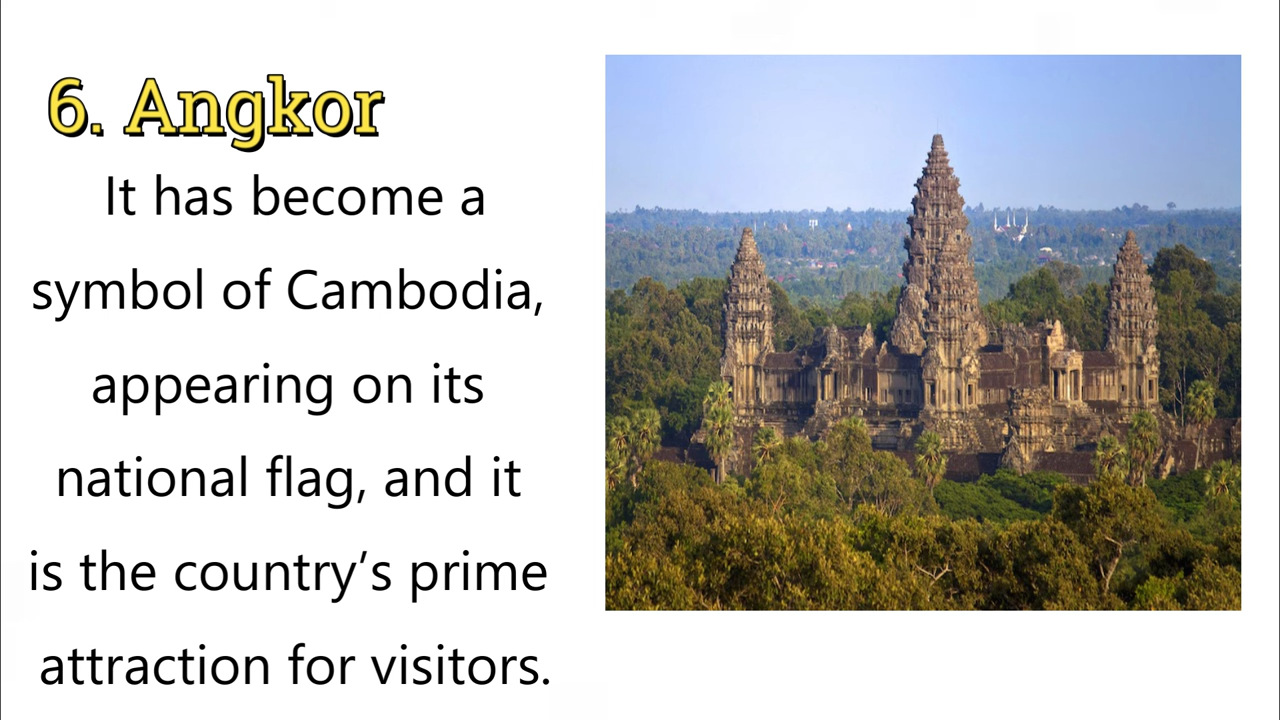 6. Angkor
It has become a
symbol of Cambodia,
appearing on its
national flag, and it
is the country’s prime
attraction for visitors.